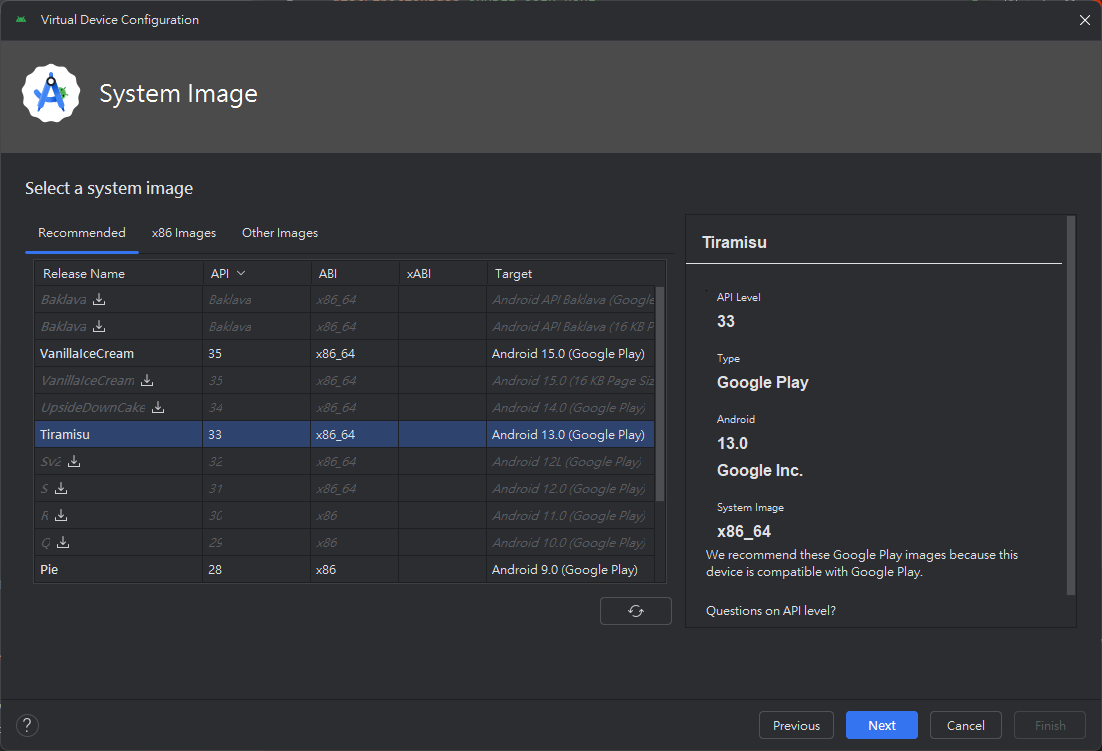 Virtual Device Configuration
System Image
Select a system image
Recommended x86 Images Other Images
Release Name API ABI xABI Target
Baklava Baklava x86_64 Android API Baklava (Google
Baklava Baklava x86_64 Android API Baklava (16 KB P
VanillaIceCream 35 x86_64 Android 15.0 (Google Play)
VanillaIceCream 35 x86_64 Android 15.0 (16 KB Page Siz
UpsideDownCake 34 x86_64 Android 14.0 (Google Play)
Tiramisu 33 x86_64 Android 13.0 (Google Play)
Sv2 32 x86_64 Android 12L (Google Play)
S 31 x86_64 Android 12.0 (Google Play)
R 30 x86 Android 11.0 (Google Play)
Q 29 x86 Android 10.0 (Google Play)
Pie 28 x86 Android 9.0 (Google Play)
Tiramisu
API Level
33
Type
Google Play
Android
13.0
Google Inc.
System Image
x86_64
We recommend these Google Play images because this
device is compatible with Google Play.
Questions on API level?
? Previous Next Cancel Finish